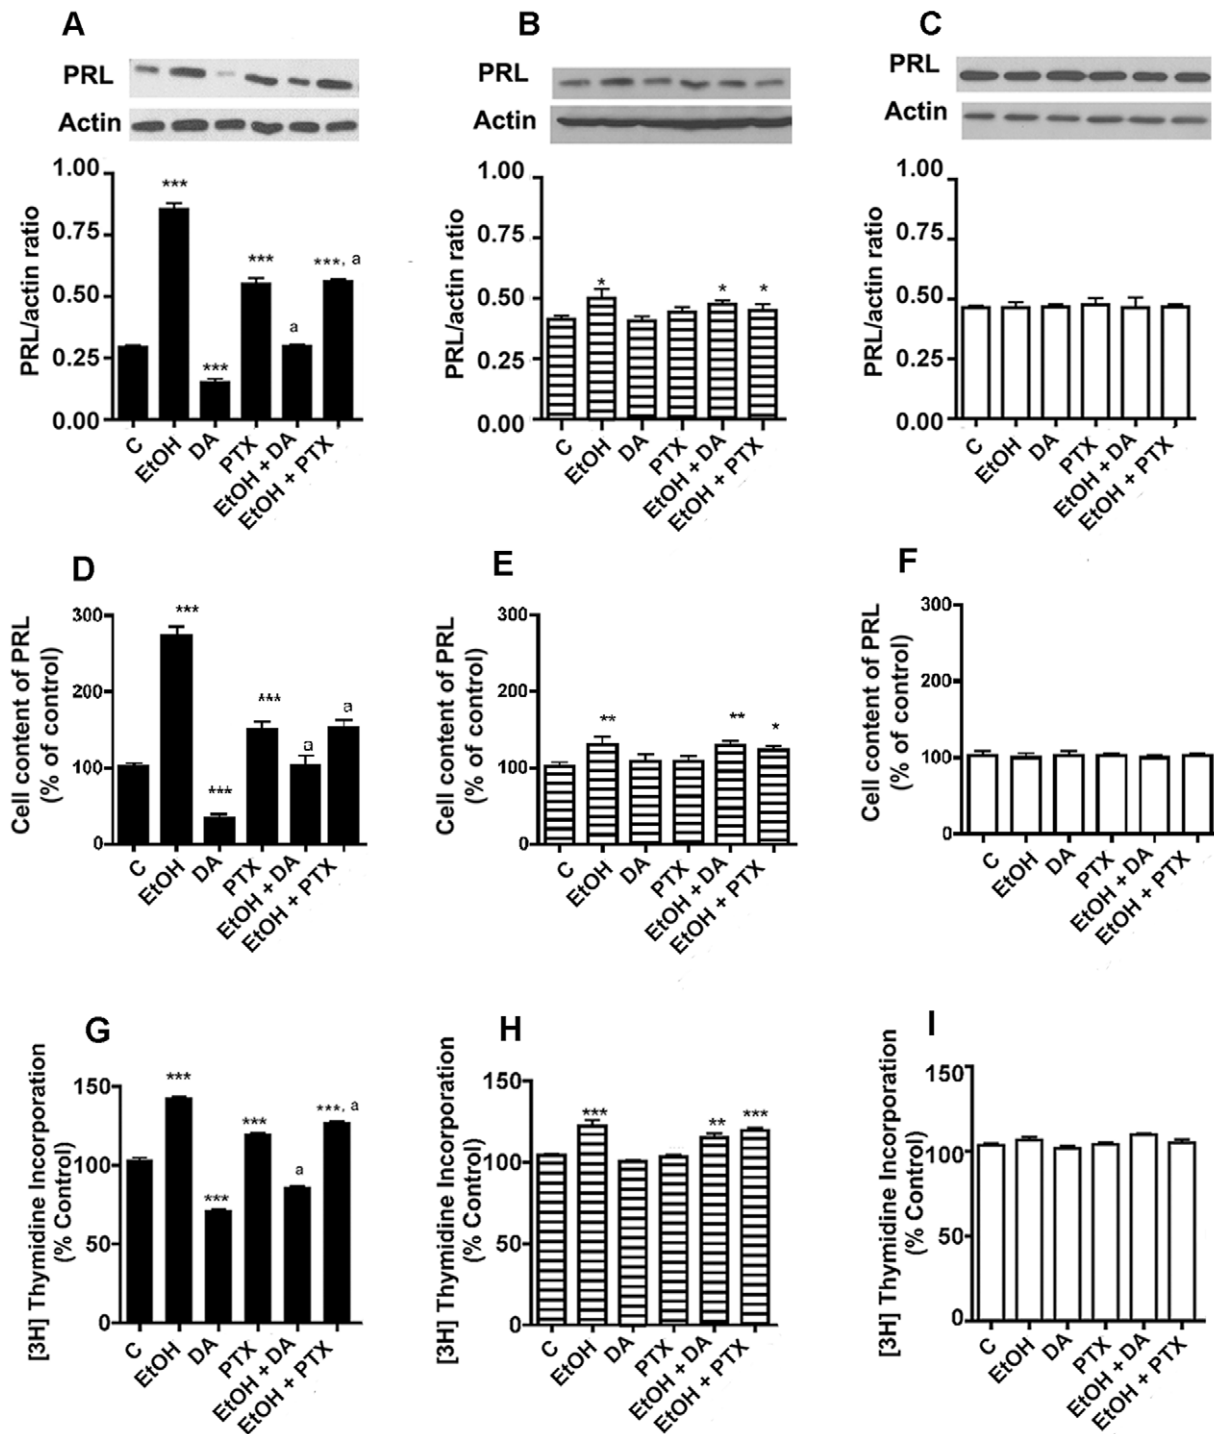 A
PRL
Actin
1.00
0.75
0.50
0.25
0.00
PRL/actin ratio
***
***
***
a
***, a
C
EtOH
DA
PTX
EtOH + DA
EtOH + PTX
B
PRL
Actin
1.00
0.75
0.50
0.25
0.00
PRL/actin ratio
*
*
*
C
EtOH
DA
PTX
EtOH + DA
EtOH + PTX
C
PRL
Actin
1.00
0.75
0.50
0.25
0.00
PRL/actin ratio
C
EtOH
DA
PTX
EtOH + DA
EtOH + PTX
D
300
200
100
0
Cell content of PRL
(% of control)
***
***
***
a
a
C
EtOH
DA
PTX
EtOH + DA
EtOH + PTX
E
300
200
100
0
Cell content of PRL
(% of control)
**
**
*
C
EtOH
DA
PTX
EtOH + DA
EtOH + PTX
F
300
200
100
0
Cell content of PRL
(% of control)
C
EtOH
DA
PTX
EtOH + DA
EtOH + PTX
G
150
100
50
0
[3H] Thymidine Incorporation
(% Control)
***
***
***
a
***, a
C
EtOH
DA
PTX
EtOH + DA
EtOH + PTX
H
150
100
50
0
[3H] Thymidine Incorporation
(% Control)
***
**
***
C
EtOH
DA
PTX
EtOH + DA
EtOH + PTX
I
150
100
50
0
[3H] Thymidine Incorporation
(% Control)
C
EtOH
DA
PTX
EtOH + DA
EtOH + PTX